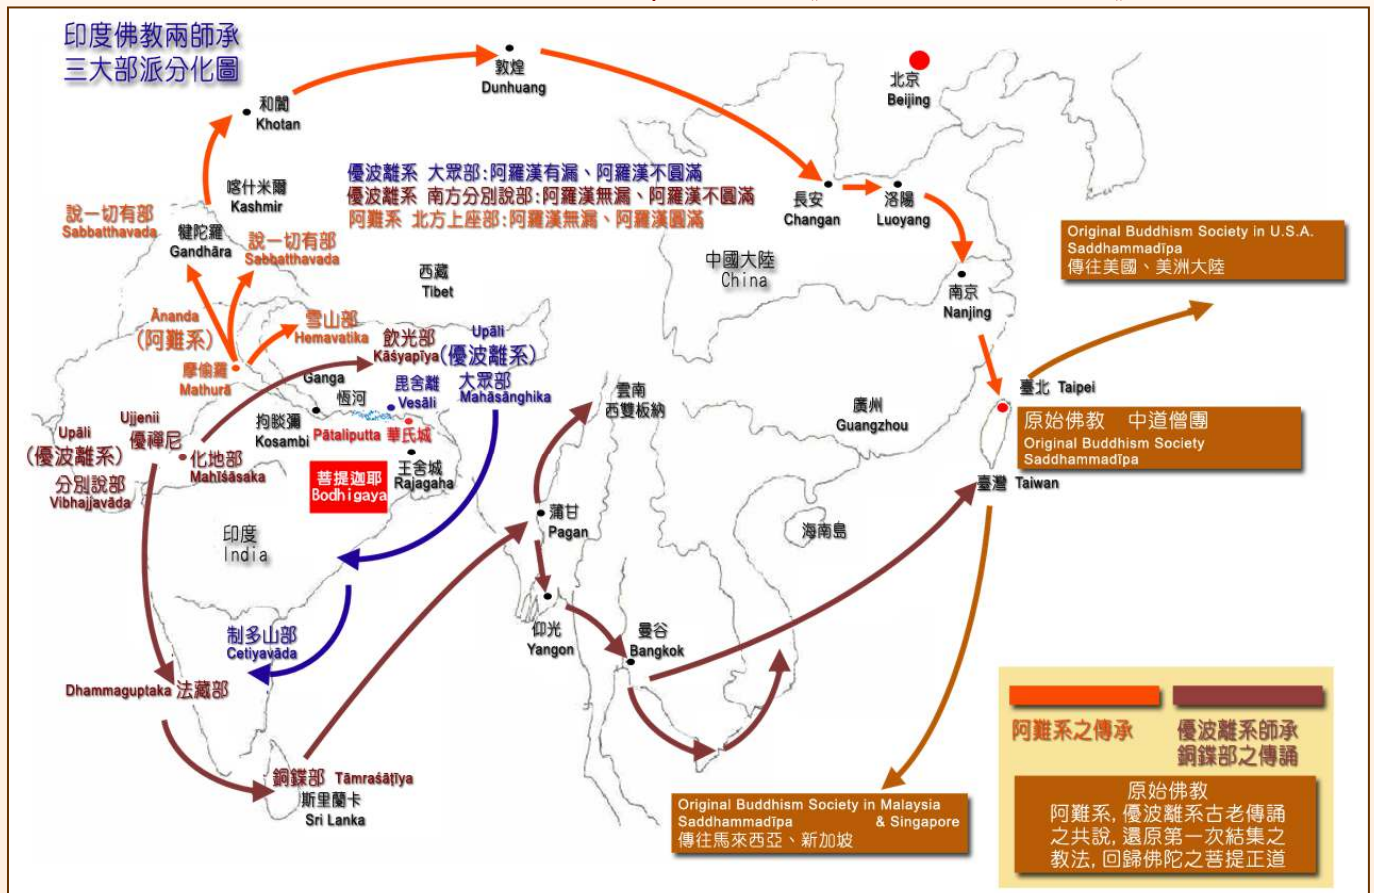 印度佛教兩師承
三大部派分化圖
敦煌
Dunhuang
北京
Beijing
和闐
Khotan
優波離系 大眾部:阿羅漢有漏、阿羅漢不圓滿
優波離系 南方分別說部:阿羅漢無漏、阿羅漢不圓滿
阿難系 北方上座部:阿羅漢無漏、阿羅漢圓滿
喀什米爾
Kashmir
長安
Changan
洛陽
Luoyang
說一切有部
Sabbatthavada
犍陀羅
Gandhāra
說一切有部
Sabbatthavada
Original Buddhism Society in U.S.A.
Saddhammadīpa
傳往美國、美洲大陸
西藏
Tibet
中國大陸
China
南京
Nanjing
Ānanda
(阿難系)
雪山部
Hemavatika
飲光部
Kāśyapīya
Upāli
(優波離系)
大眾部
Mahāsānghika
摩偷羅
Mathurā
Ganga
恆河
毘舍離
Vesāli
雲南
西雙板納
臺北 Taipei
廣州
Guangzhou
原始佛教 中道僧團
Original Buddhism Society
Saddhammadīpa
Ujjenii
優禪尼
Upāli
(優波離系)
分別說部
Vibhajjavāda
化地部
Mahīśāsaka
拘睒彌
Kosambi
Pātaliputta 華氏城
王舍城
Rajagaha
菩提迦耶
Bodhigaya
臺灣 Taiwan
印度
India
蒲甘
Pagan
海南島
制多山部
Cetiyavāda
仰光
Yangon
曼谷
Bangkok
Dhammaguptaka 法藏部
銅鍱部 Tāmraśāṭīya
斯里蘭卡
Sri Lanka
Original Buddhism Society in Malaysia
Saddhammadīpa & Singapore
傳往馬來西亞、新加坡
阿難系之傳承
優波離系師承
銅鍱部之傳誦
原始佛教
阿難系, 優波離系古老傳誦
之共說, 還原第一次結集之
教法, 回歸佛陀之菩提正道